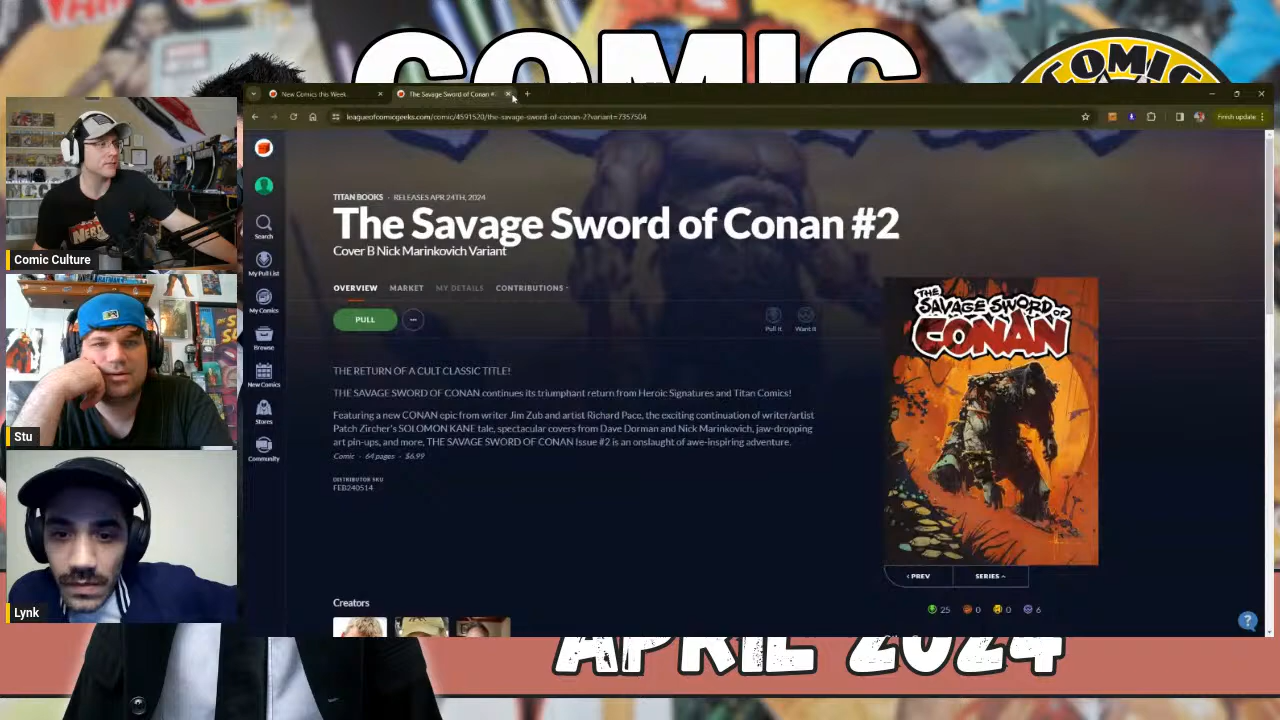 COMIC
COMIC
New Comics this Week
The Savage Sword of Conan #
leagueofcomicgeeks.com/comic/4591520/the-savage-sword-of-conan-2?variant=7357504
Finish update
TITAN BOOKS · RELEASES APR 24TH, 2024
The Savage Sword of Conan #2
Cover B Nick Marinkovich Variant
OVERVIEW MARKET MY DETAILS CONTRIBUTIONS
PULL
Pull It Want It
THE RETURN OF A CULT CLASSIC TITLE!
THE SAVAGE SWORD OF CONAN continues its triumphant return from Heroic Signatures and Titan Comics!
Featuring a new CONAN epic from writer Jim Zub and artist Richard Pace, the exciting continuation of writer/artist
Patch Zircher's SOLOMON KANE tale, spectacular covers from Dave Dorman and Nick Marinkovich, jaw-dropping
art pin-ups, and more, THE SAVAGE SWORD OF CONAN Issue #2 is an onslaught of awe-inspiring adventure.
Comic · 64 pages · $6.99
DISTRIBUTOR SKU
FEB240514
Creators
Search
My Pull List
My Comics
Browse
New Comics
Stores
Community
THE
SAVAGE SWORD OF
CONAN
‹ PREV SERIES
25 0 0 6
?
Comic Culture
Stu
Lynk
APRIL 2024